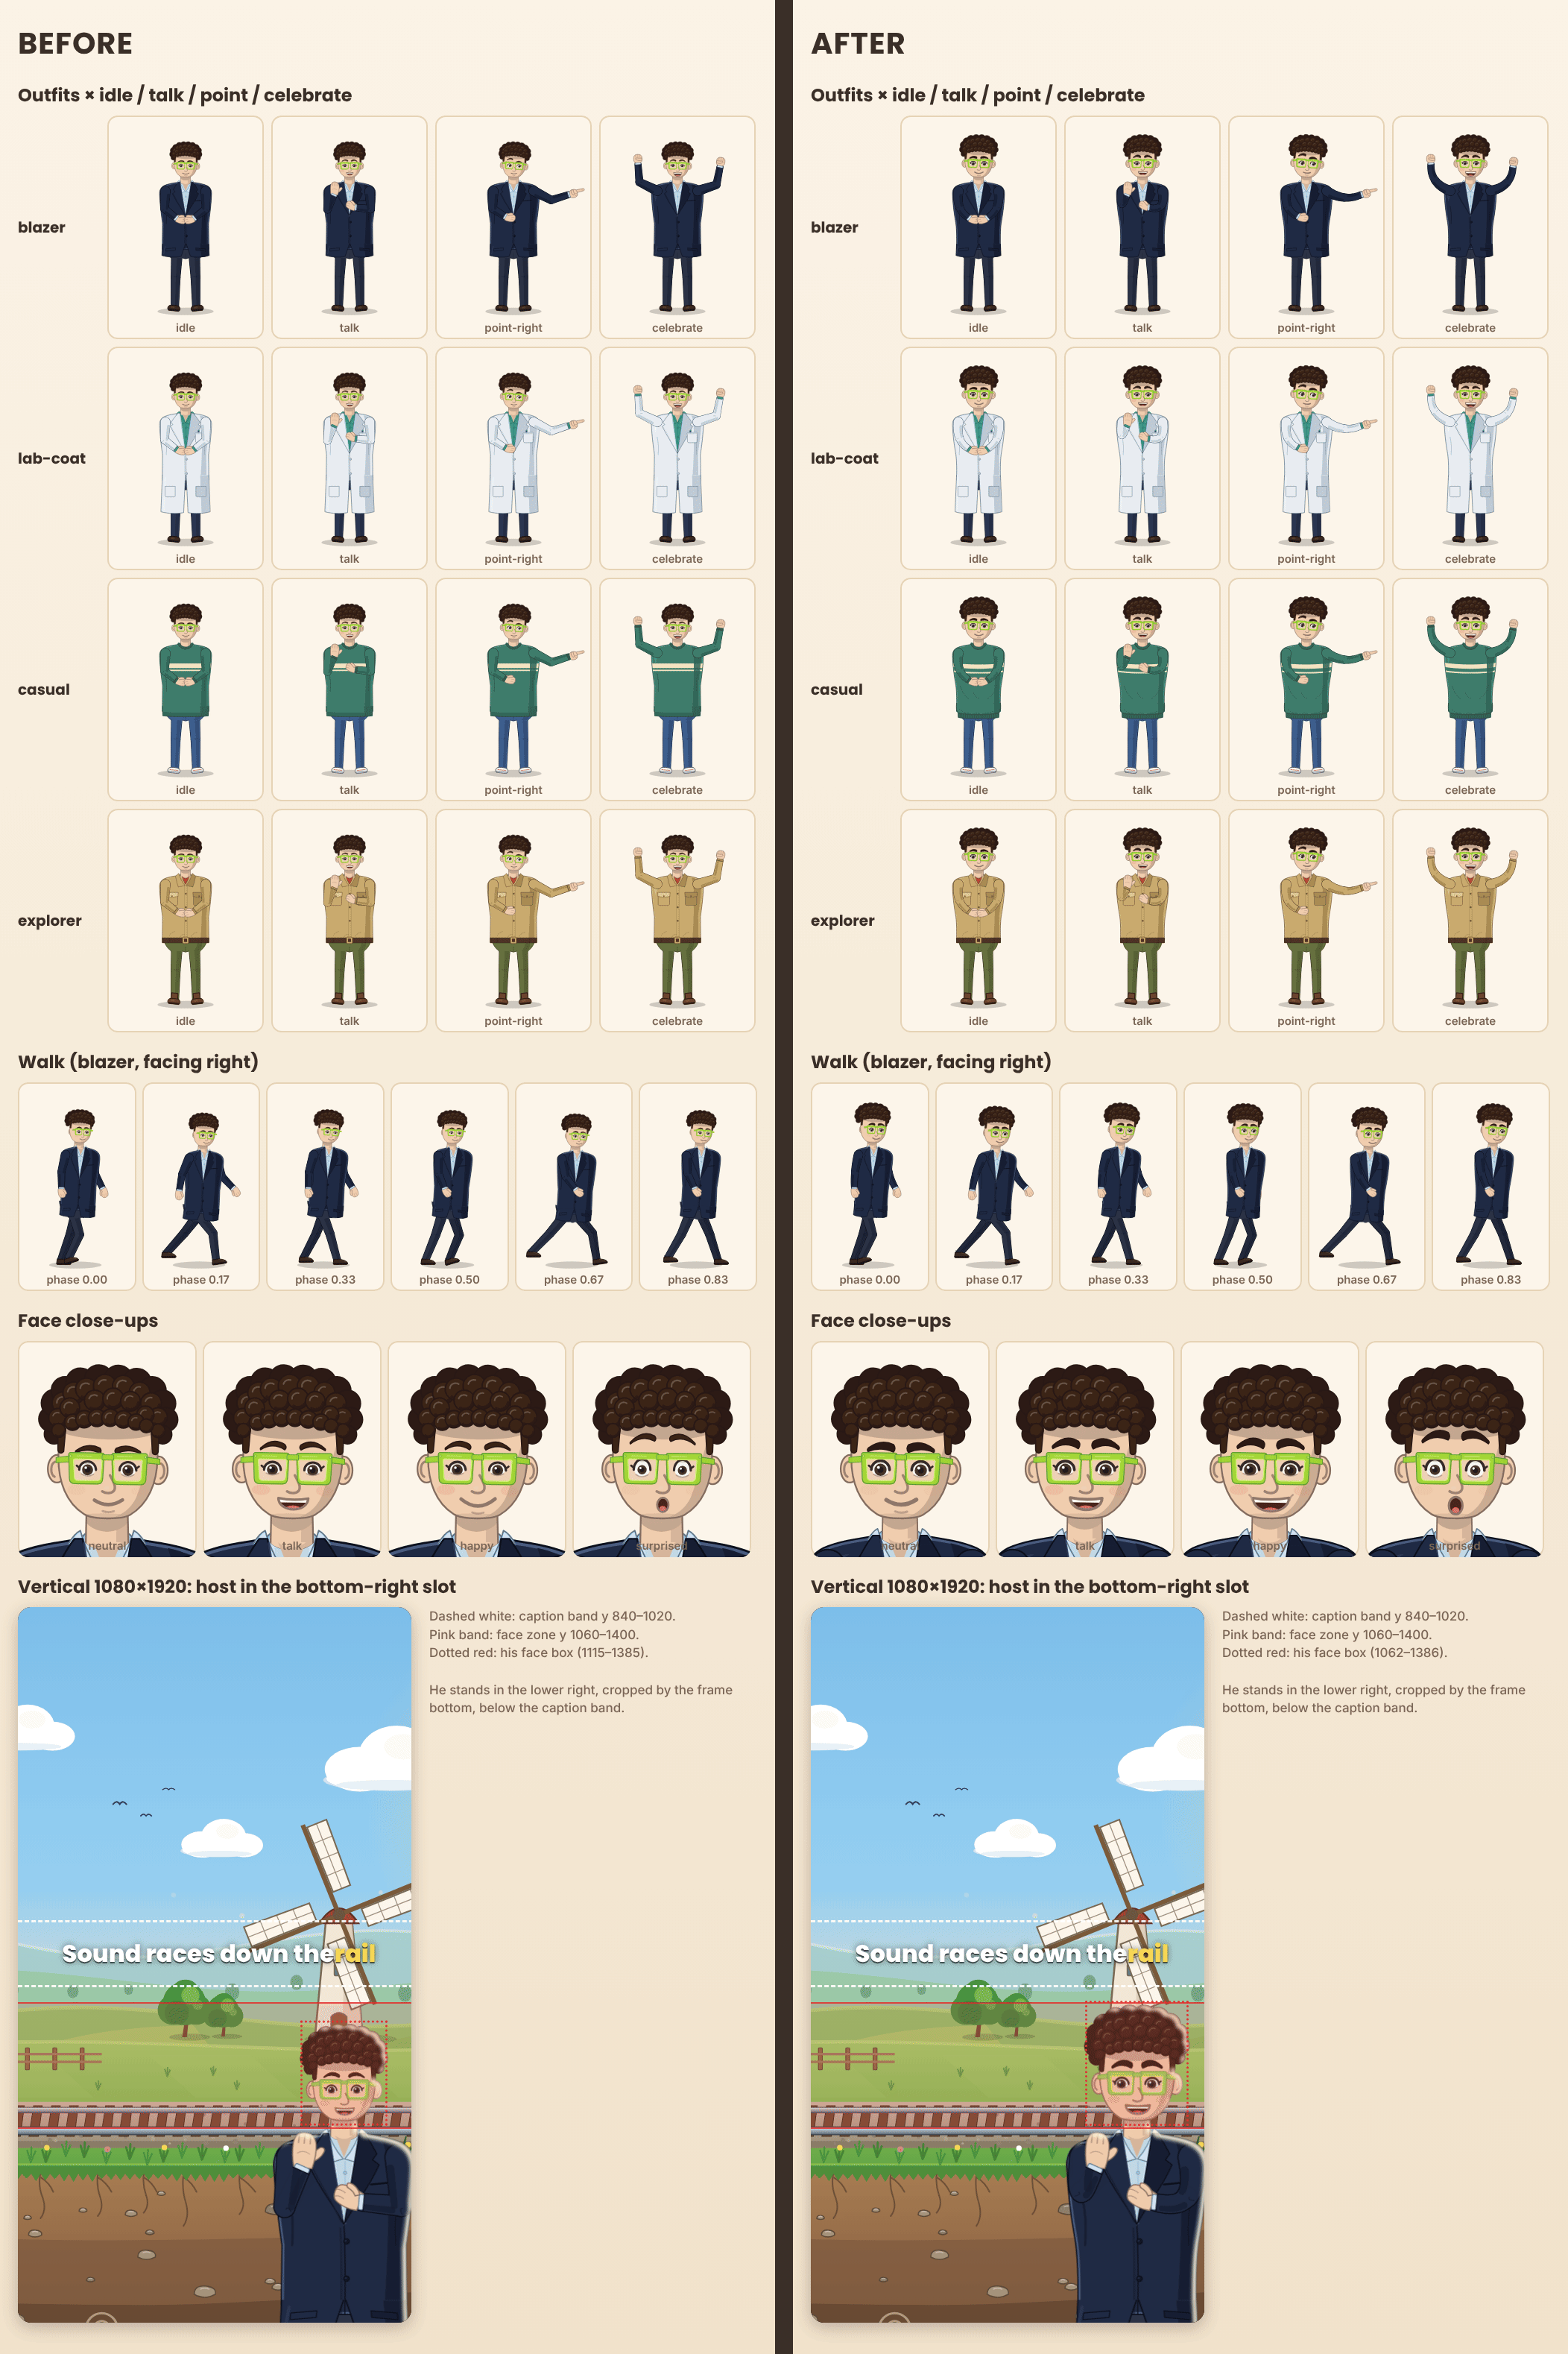 BEFORE
Outfits × idle / talk / point / celebrate
blazer
idle
talk
point-right
celebrate
lab-coat
idle
talk
point-right
celebrate
casual
idle
talk
point-right
celebrate
explorer
idle
talk
point-right
celebrate
Walk (blazer, facing right)
phase 0.00
phase 0.17
phase 0.33
phase 0.50
phase 0.67
phase 0.83
Face close-ups
neutral
talk
happy
surprised
Vertical 1080×1920: host in the bottom-right slot
Dashed white: caption band y 840–1020.
Pink band: face zone y 1060–1400.
Dotted red: his face box (1115–1385).
He stands in the lower right, cropped by the frame
bottom, below the caption band.
Sound races down the rail
AFTER
Outfits × idle / talk / point / celebrate
blazer
idle
talk
point-right
celebrate
lab-coat
idle
talk
point-right
celebrate
casual
idle
talk
point-right
celebrate
explorer
idle
talk
point-right
celebrate
Walk (blazer, facing right)
phase 0.00
phase 0.17
phase 0.33
phase 0.50
phase 0.67
phase 0.83
Face close-ups
neutral
talk
happy
surprised
Vertical 1080×1920: host in the bottom-right slot
Dashed white: caption band y 840–1020.
Pink band: face zone y 1060–1400.
Dotted red: his face box (1062–1386).
He stands in the lower right, cropped by the frame
bottom, below the caption band.
Sound races down the rail